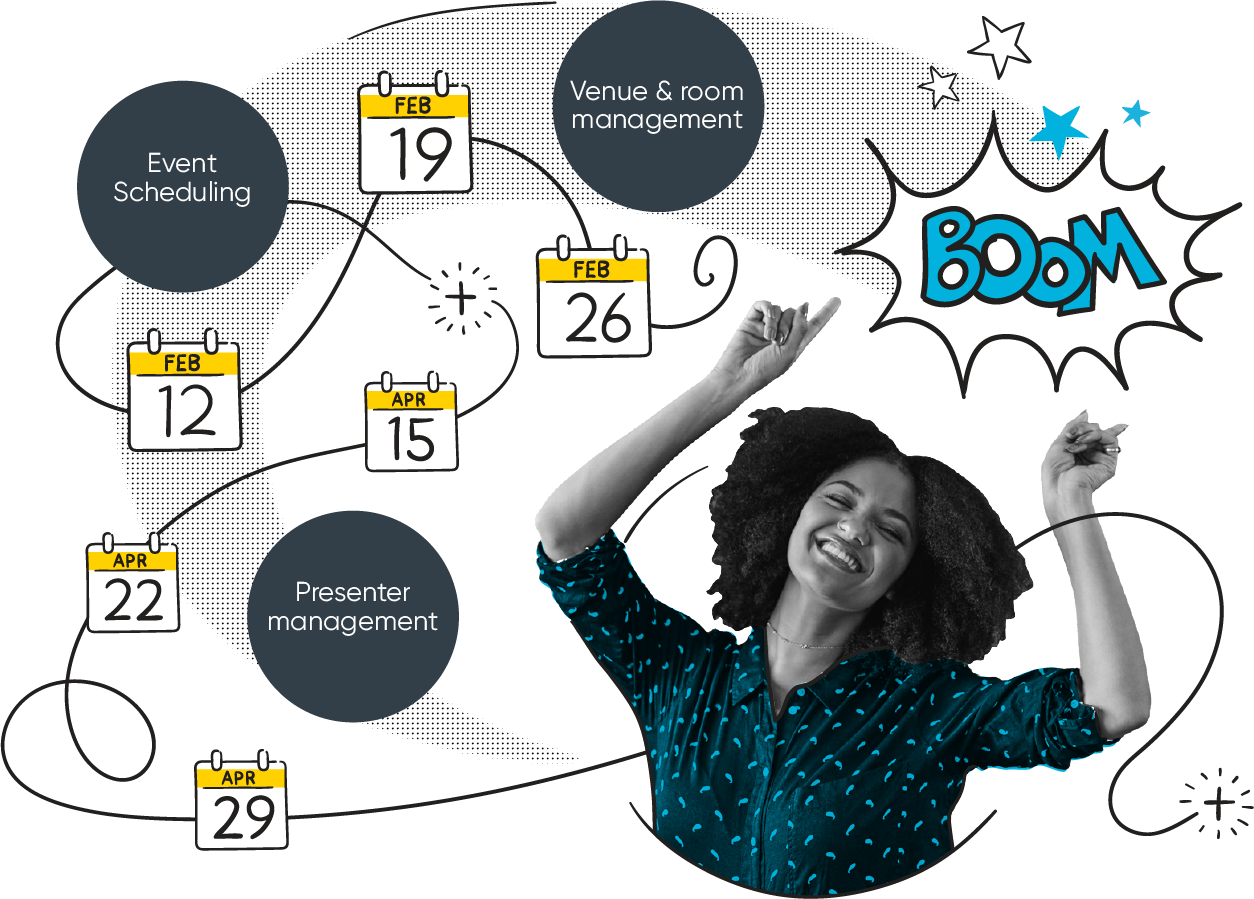 Venue & room
management
FEB
19
Event
Scheduling
BOOM
FEB
26
FEB
12
APR
15
APR
22
Presenter
management
APR
29